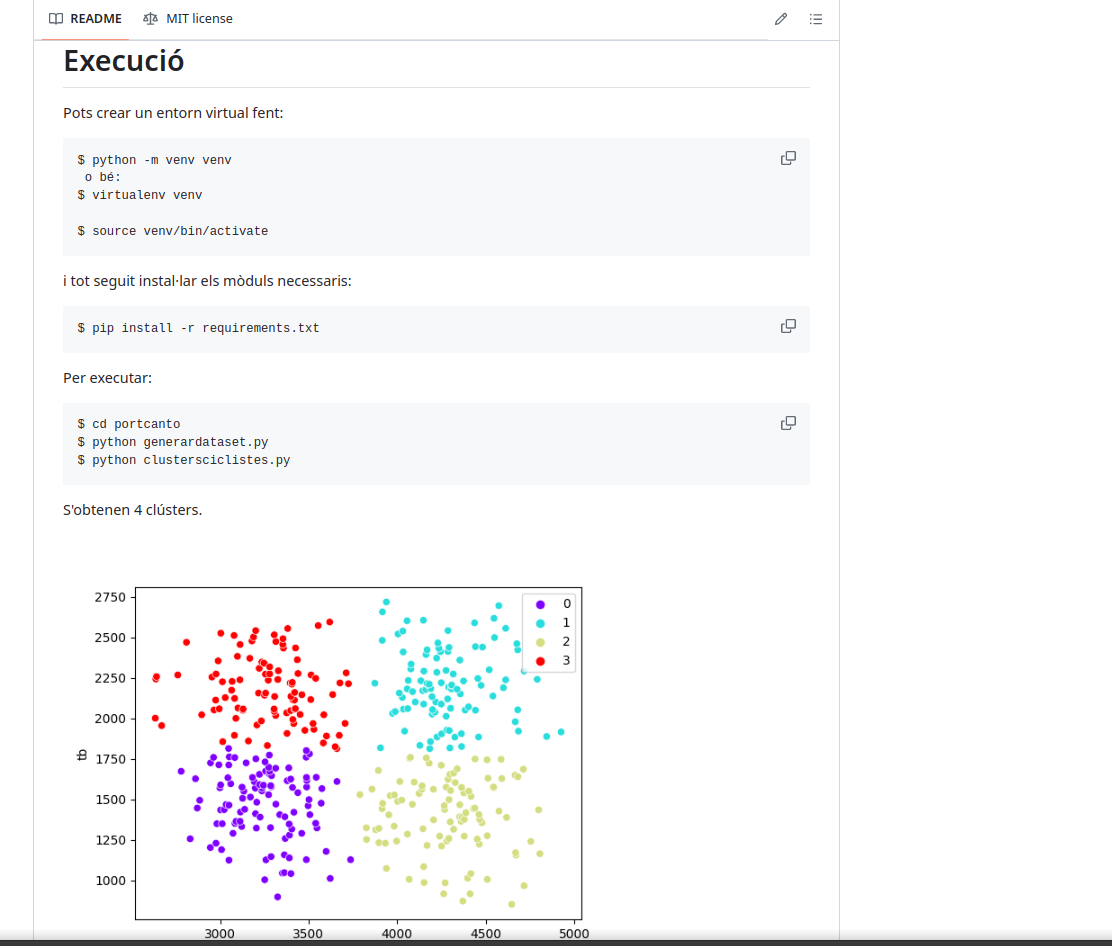 README
MIT license
Execució
Pots crear un entorn virtual fent:
$ python -m venv venv
o bé:
$ virtualenv venv
$ source venv/bin/activate
i tot seguit instal·lar els mòduls necessaris:
$ pip install -r requirements.txt
Per executar:
$ cd portcanto
$ python generardataset.py
$ python clustersciclistes.py
S'obtenen 4 clústers.
2750
2500
2250
2000
1750
1500
1250
1000
tb
0
1
2
3
3000 3500 4000 4500 5000